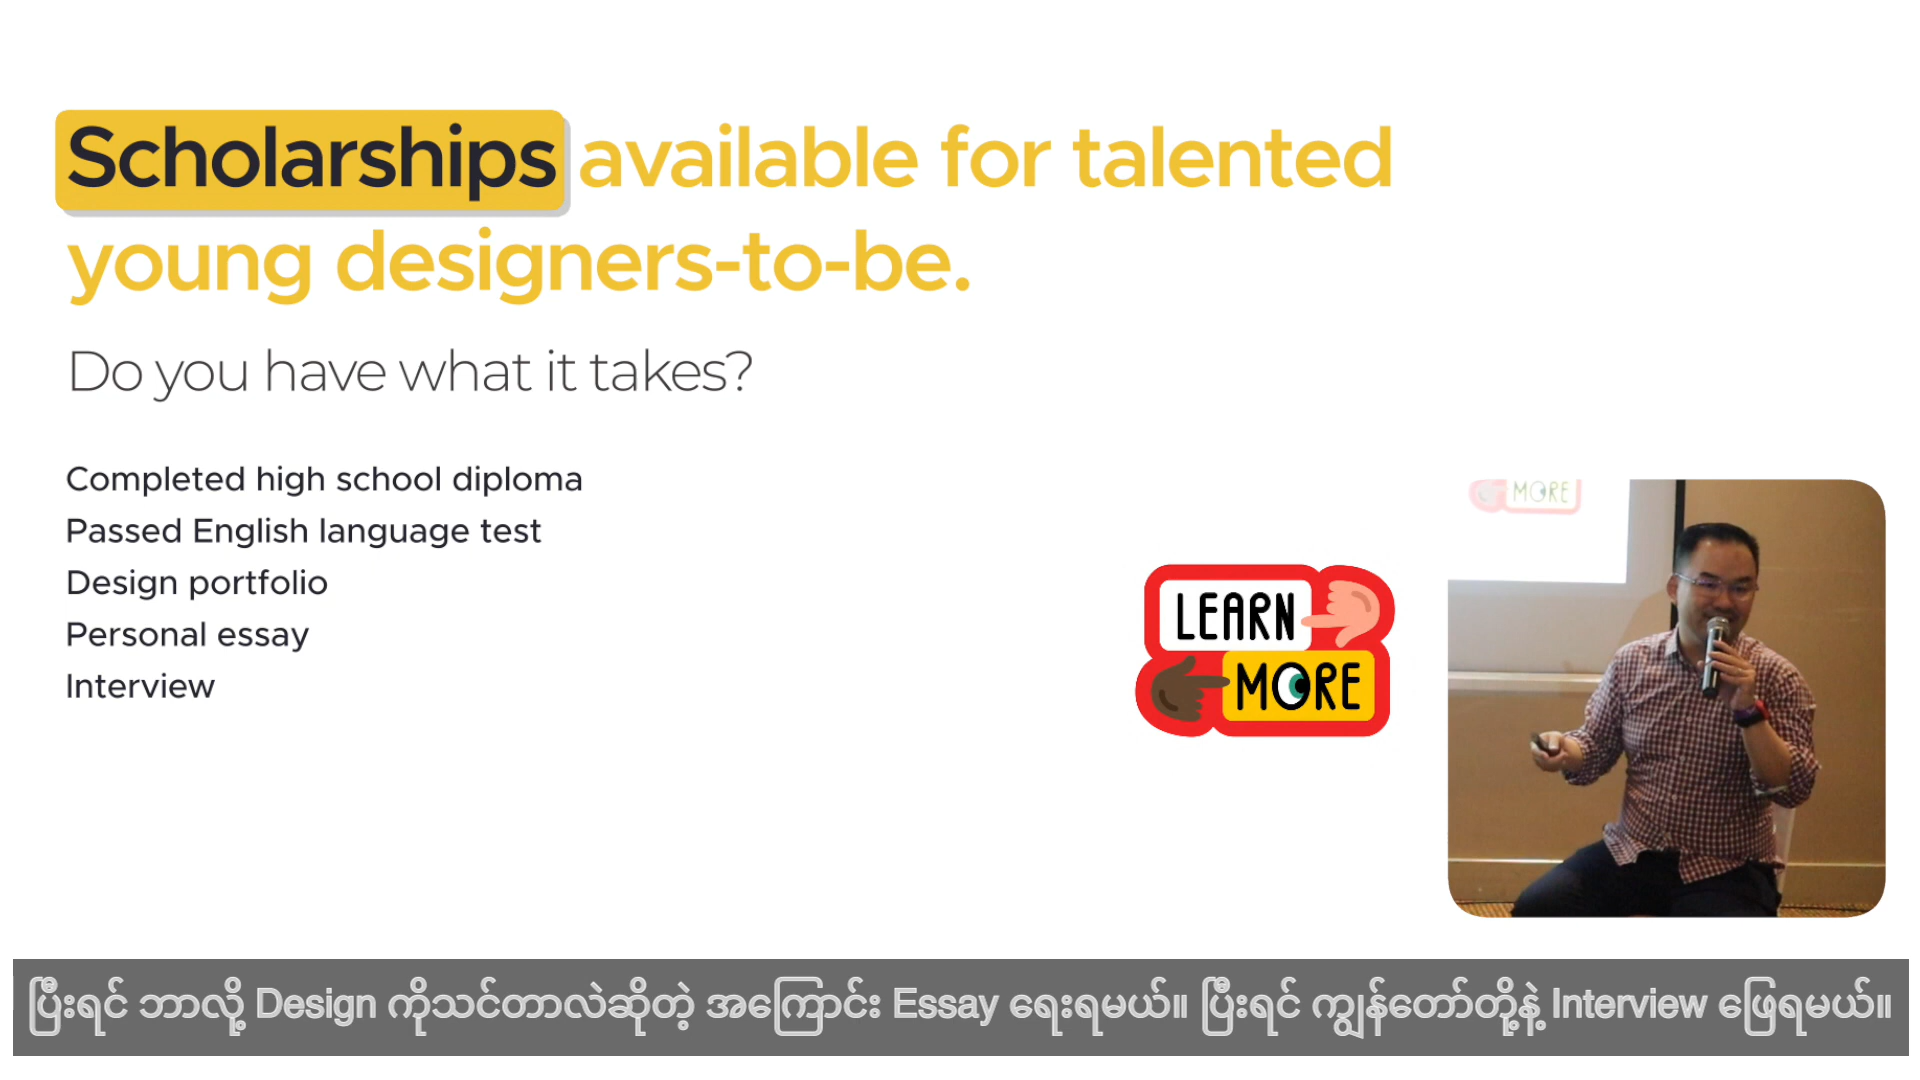 Scholarships available for talented
young designers-to-be.
Do you have what it takes?
Completed high school diploma
Passed English language test
Design portfolio
Personal essay
Interview
LEARN
MORE
MORE
ပြီးရင် ဘာလို့ Design ကိုသင်တာလဲဆိုတဲ့ အကြောင်း Essay ရေးရမယ်။ ပြီးရင် ကျွန်တော်တို့နဲ့ Interview ဖြေရမယ်။